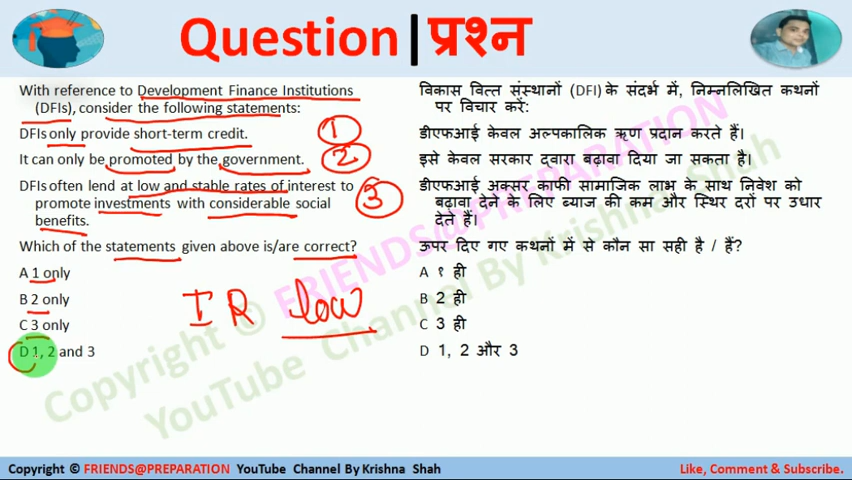 Question|प्रश्न
With reference to Development Finance Institutions
(DFIs), consider the following statements:
DFIs only provide short-term credit. 1
It can only be promoted by the government. 2
DFIs often lend at low and stable rates of interest to
promote investments with considerable social
benefits. 3
Which of the statements given above is/are correct?
A 1 only
B 2 only
C 3 only
D 1, 2 and 3
IR low
विकास वित्त संस्थानों (DFI) के संदर्भ में, निम्नलिखित कथनों
पर विचार करें:
डीएफआई केवल अल्पकालिक ऋण प्रदान करते हैं।
इसे केवल सरकार द्वारा बढ़ावा दिया जा सकता है।
डीएफआई अक्सर काफी सामाजिक लाभ के साथ निवेश को
बढ़ावा देने के लिए ब्याज की कम और स्थिर दरों पर उधार
देते हैं।
ऊपर दिए गए कथनों में से कौन सा सही है / हैं?
A १ ही
B 2 ही
C 3 ही
D 1, 2 और 3
Copyright © FRIENDS@PREPARATION
YouTube Channel By Krishna Shah
Copyright © FRIENDS@PREPARATION YouTube Channel By Krishna Shah Like, Comment & Subscribe.